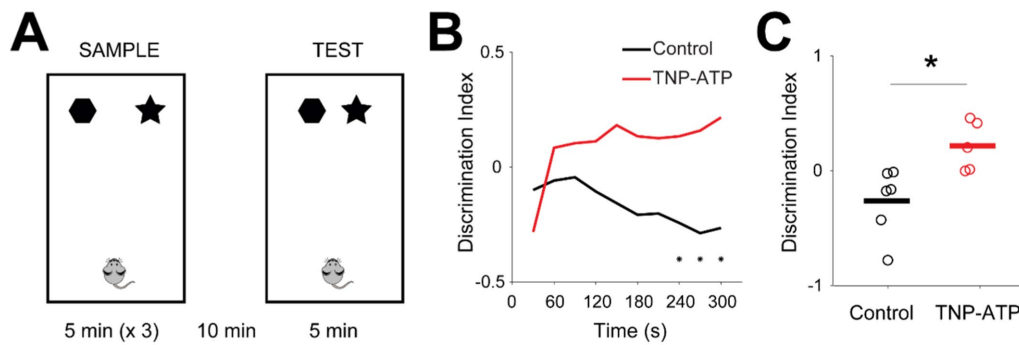 A
SAMPLE
TEST
5 min (x 3)
10 min
5 min
B
Discrimination Index
0.5
0
-0.5
Control
TNP-ATP
* * *
0 60 120 180 240 300
Time (s)
C
Discrimination Index
1
0
-1
*
Control
TNP-ATP